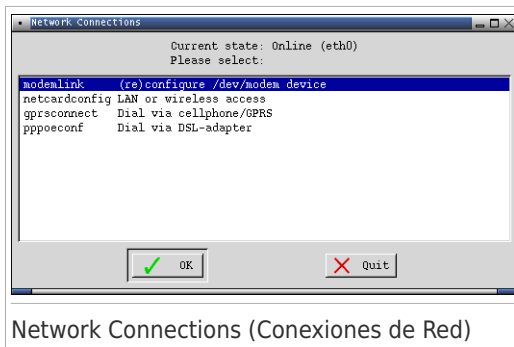 Network Connections
Current state: Online (eth0)
Please select:
modemlink (re)configure /dev/modem device
netcardconfig LAN or wireless access
gprsconnect Dial via cellphone/GPRS
pppoeconf Dial via DSL-adapter
OK Quit
Network Connections (Conexiones de Red)